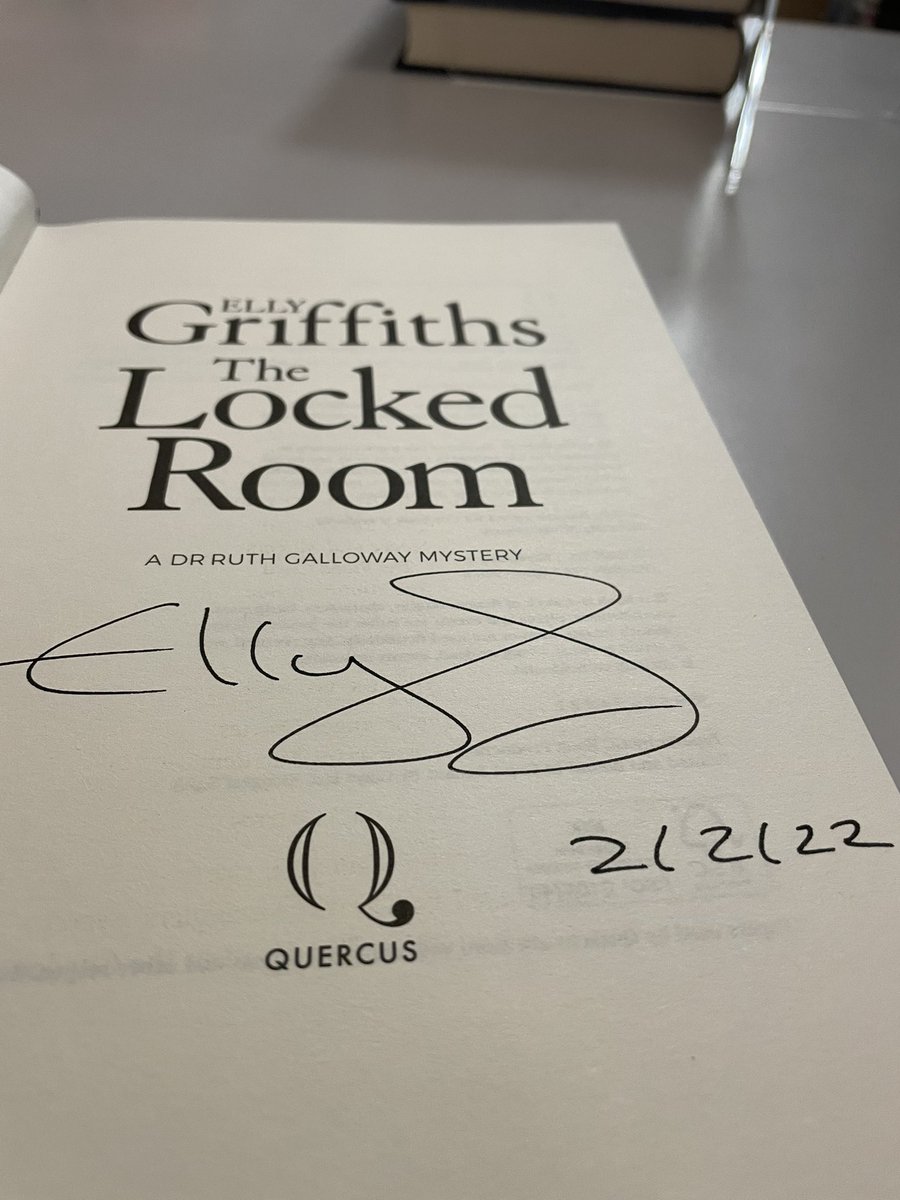 ELLY
Griffiths
The
Locked
Room
A DR RUTH GALLOWAY MYSTERY
Elly G
2/2/22
QUERCUS